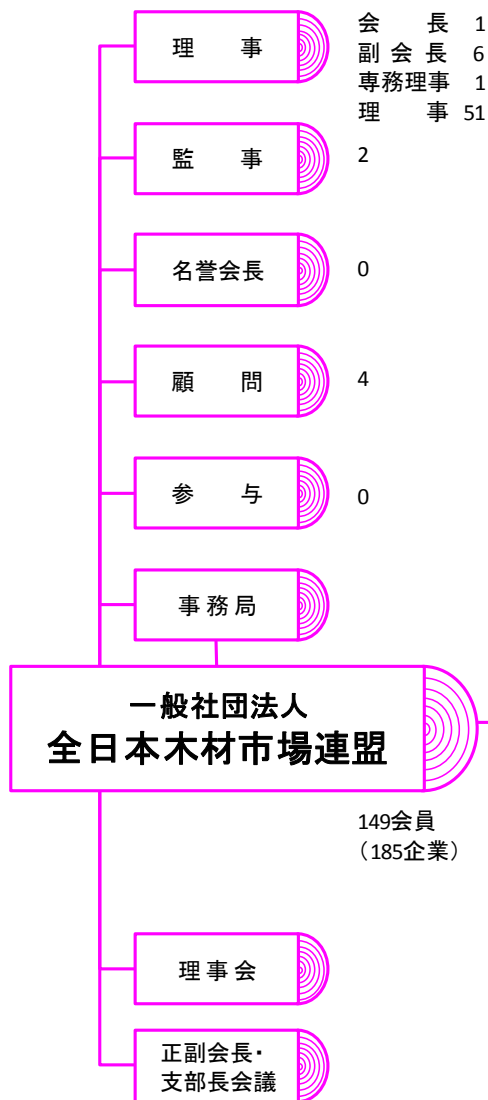 理　事
会　長 1
副 会 長 6
専務理事 1
理　事 51
監　事
2
名誉会長
0
顧　問
4
参　与
0
事務局
一般社団法人
全日本木材市場連盟
149会員
（185企業）
理事会
正副会長・
支部長会議